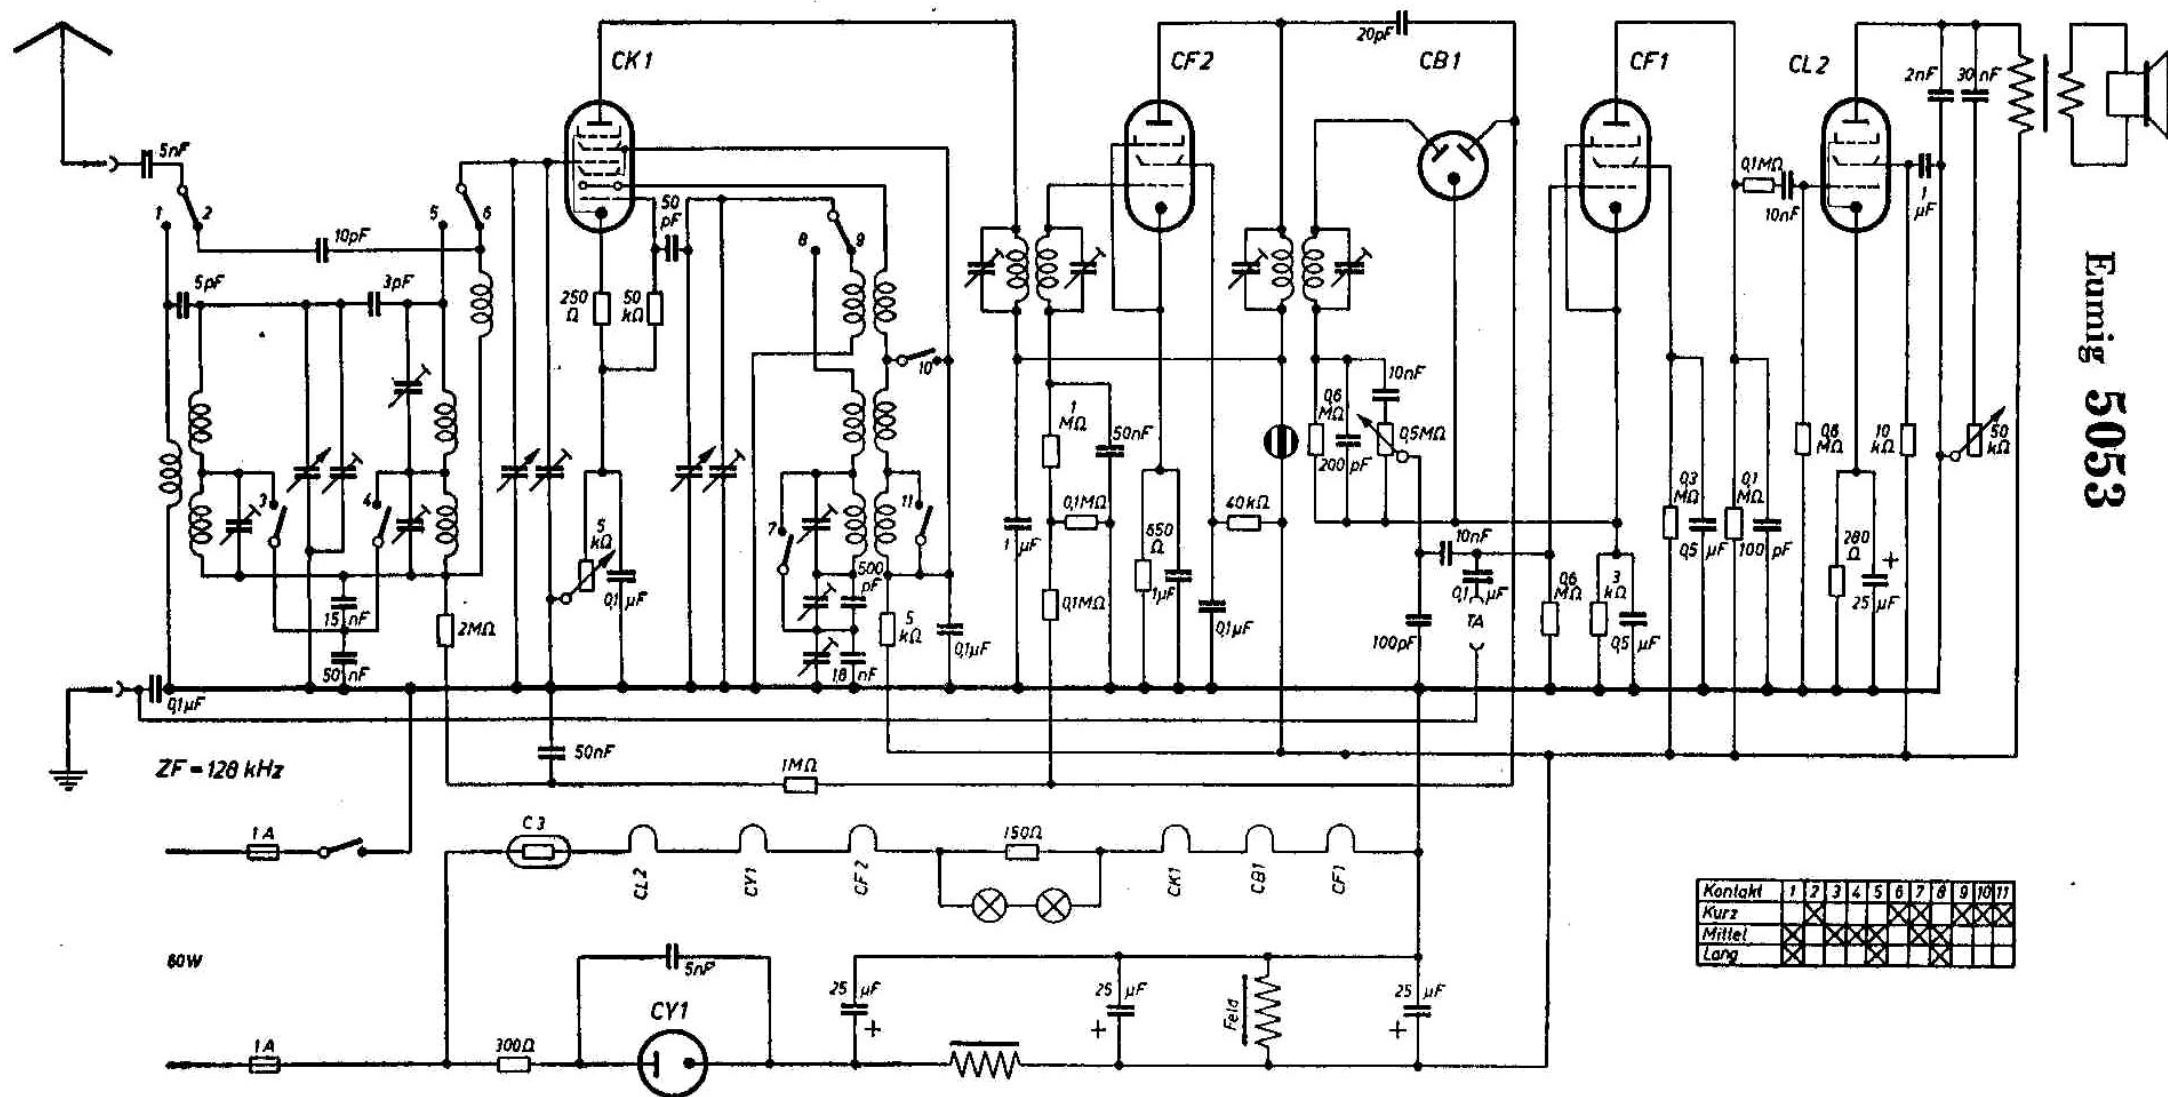 CK1
CF2
20pF
CB1
CF1
CL2
2nF
30 nF
5nF
1
2
5
6
10pF
5pF
3pF
50 pF
8
9
10
250 Ω
50 kΩ
0,1MΩ
10nF
1 µF
Eumig 5053
3
4
7
11
5 kΩ
0,1 µF
500 pF
1 MΩ
50nF
0,1MΩ
1 µF
0,1MΩ
650 Ω
1µF
40kΩ
0,1µF
0,6 MΩ
200 pF
10nF
0,5MΩ
10nF
0,1 µF
TA
100pF
0,6 MΩ
3 kΩ
0,5 µF
0,3 MΩ
0,5 µF
0,1 MΩ
100 pF
0,6 MΩ
10 kΩ
280 Ω
25 µF
+
50 kΩ
15 nF
50 nF
2MΩ
5 kΩ
0,1µF
1,8 nF
0,1µF
ZF = 128 kHz
50nF
1MΩ
1A
C3
CL2
CY1
CF2
150Ω
CK1
CB1
CF1
60W
5nF
CY1
1A
300Ω
25 µF
+
25 µF
+
Feld
25 µF
+
Kontakt 1 2 3 4 5 6 7 8 9 10 11
Kurz
Mittel
Lang